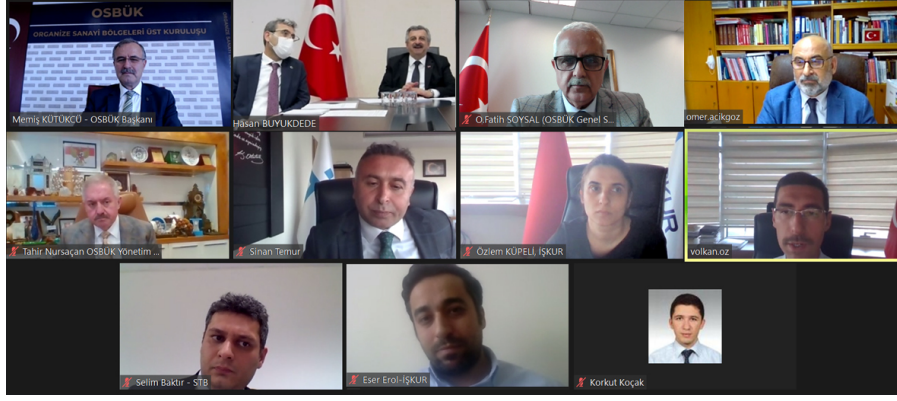 OSBÜK
ORGANİZE SANAYİ BÖLGELERİ ÜST KURULUŞU
Memiş KÜTÜKCÜ - OSBÜK Başkanı
Hasan BÜYÜKDEDE
O.Fatih SOYSAL (OSBÜK Genel S...
omer.acikgoz
Tahir Nursaçan OSBÜK Yönetim ...
Sinan Temur
Özlem KÜPELİ, İŞKUR
volkan.oz
Selim Baktır - STB
Eser Erol-İŞKUR
Korkut Koçak